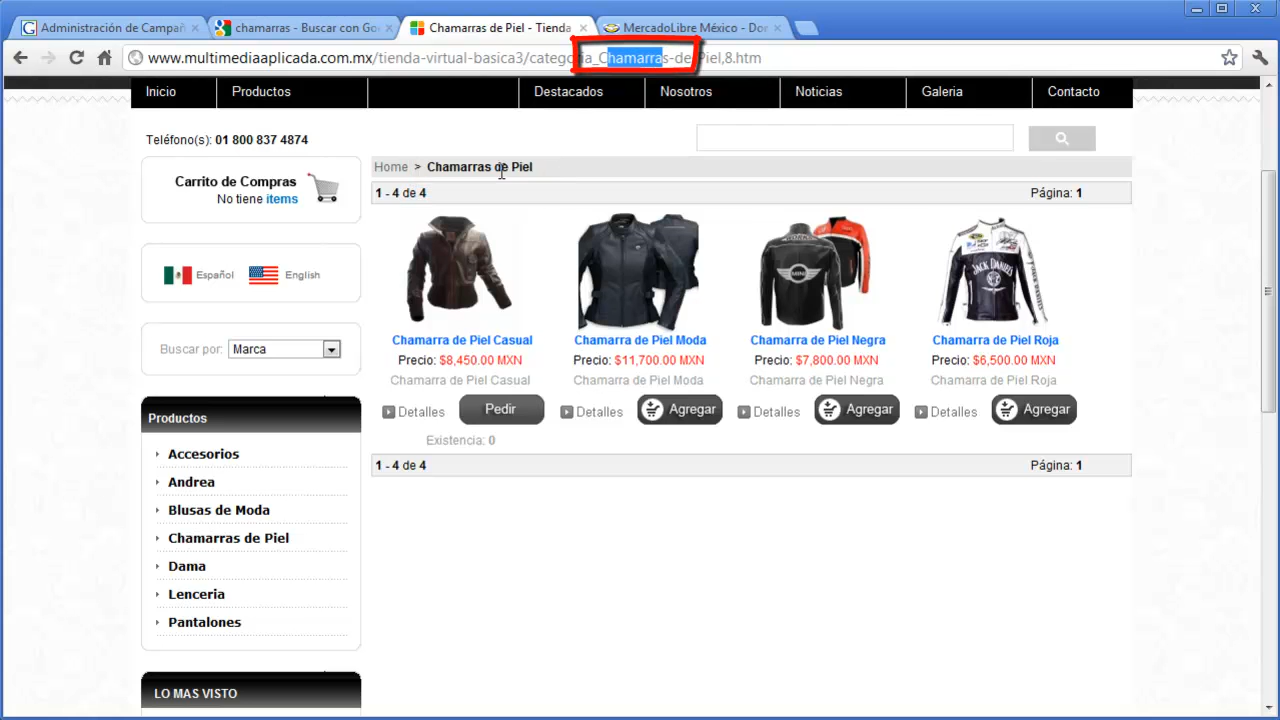 Administración de Campañ
chamarras - Buscar con Goo
Chamarras de Piel - Tienda
MercadoLibre México - Don
www.multimediaaplicada.com.mx/tienda-virtual-basica3/categoria_Chamarras-de-Piel,8.htm
Inicio Productos Destacados Nosotros Noticias Galeria Contacto
Teléfono(s): 01 800 837 4874
Carrito de Compras
No tiene items
Español English
Buscar por: Marca
Productos
Accesorios
Andrea
Blusas de Moda
Chamarras de Piel
Dama
Lenceria
Pantalones
LO MAS VISTO
Home > Chamarras de Piel
1 - 4 de 4 Página: 1
MINI
JACK DANIEL'S
Chamarra de Piel Casual Chamarra de Piel Moda Chamarra de Piel Negra Chamarra de Piel Roja
Precio: $8,450.00 MXN Precio: $11,700.00 MXN Precio: $7,800.00 MXN Precio: $6,500.00 MXN
Chamarra de Piel Casual Chamarra de Piel Moda Chamarra de Piel Negra Chamarra de Piel Roja
Detalles Pedir Detalles Agregar Detalles Agregar Detalles Agregar
Existencia: 0
1 - 4 de 4 Página: 1